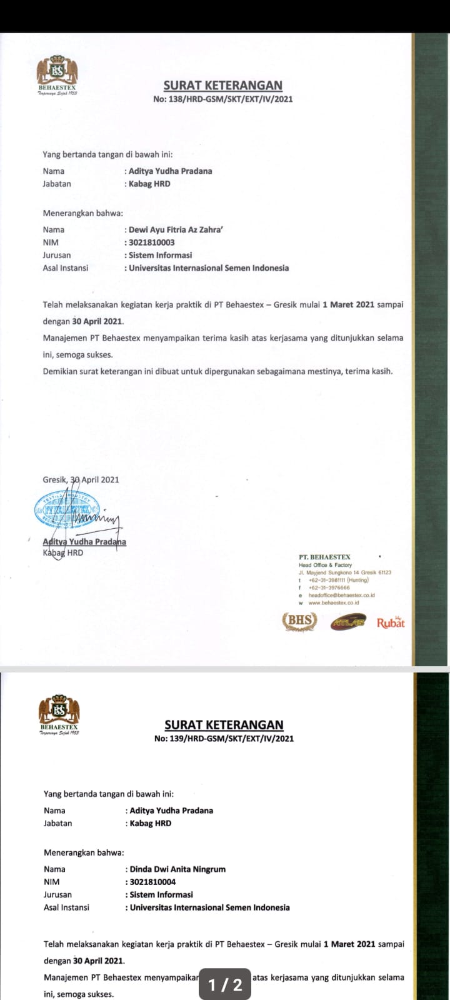 BEHAESTEX
Terpercaya Sejak 1953
SURAT KETERANGAN
No: 138/HRD-GSM/SKT/EXT/IV/2021
Yang bertanda tangan di bawah ini:
Nama : Aditya Yudha Pradana
Jabatan : Kabag HRD
Menerangkan bahwa:
Nama : Dewi Ayu Fitria Az Zahra’
NIM : 3021810003
Jurusan : Sistem Informasi
Asal Instansi : Universitas Internasional Semen Indonesia
Telah melaksanakan kegiatan kerja praktik di PT Behaestex – Gresik mulai 1 Maret 2021 sampai
dengan 30 April 2021.
Manajemen PT Behaestex menyampaikan terima kasih atas kerjasama yang ditunjukkan selama
ini, semoga sukses.
Demikian surat keterangan ini dibuat untuk dipergunakan sebagaimana mestinya, terima kasih.
Gresik, 30 April 2021
Aditya Yudha Pradana
Kabag HRD
PT. BEHAESTEX
Head Office & Factory
Jl. Mayjend Sungkono 14 Gresik 61123
t +62-31-3981111 (Hunting)
f +62-31-3976666
e headoffice@behaestex.co.id
w www.behaestex.co.id
BHS ATLAS Rubat
BEHAESTEX
Terpercaya Sejak 1953
SURAT KETERANGAN
No: 139/HRD-GSM/SKT/EXT/IV/2021
Yang bertanda tangan di bawah ini:
Nama : Aditya Yudha Pradana
Jabatan : Kabag HRD
Menerangkan bahwa:
Nama : Dinda Dwi Anita Ningrum
NIM : 3021810004
Jurusan : Sistem Informasi
Asal Instansi : Universitas Internasional Semen Indonesia
Telah melaksanakan kegiatan kerja praktik di PT Behaestex – Gresik mulai 1 Maret 2021 sampai
dengan 30 April 2021.
Manajemen PT Behaestex menyampaikan atas kerjasama yang ditunjukkan selama
ini, semoga sukses.
1 / 2